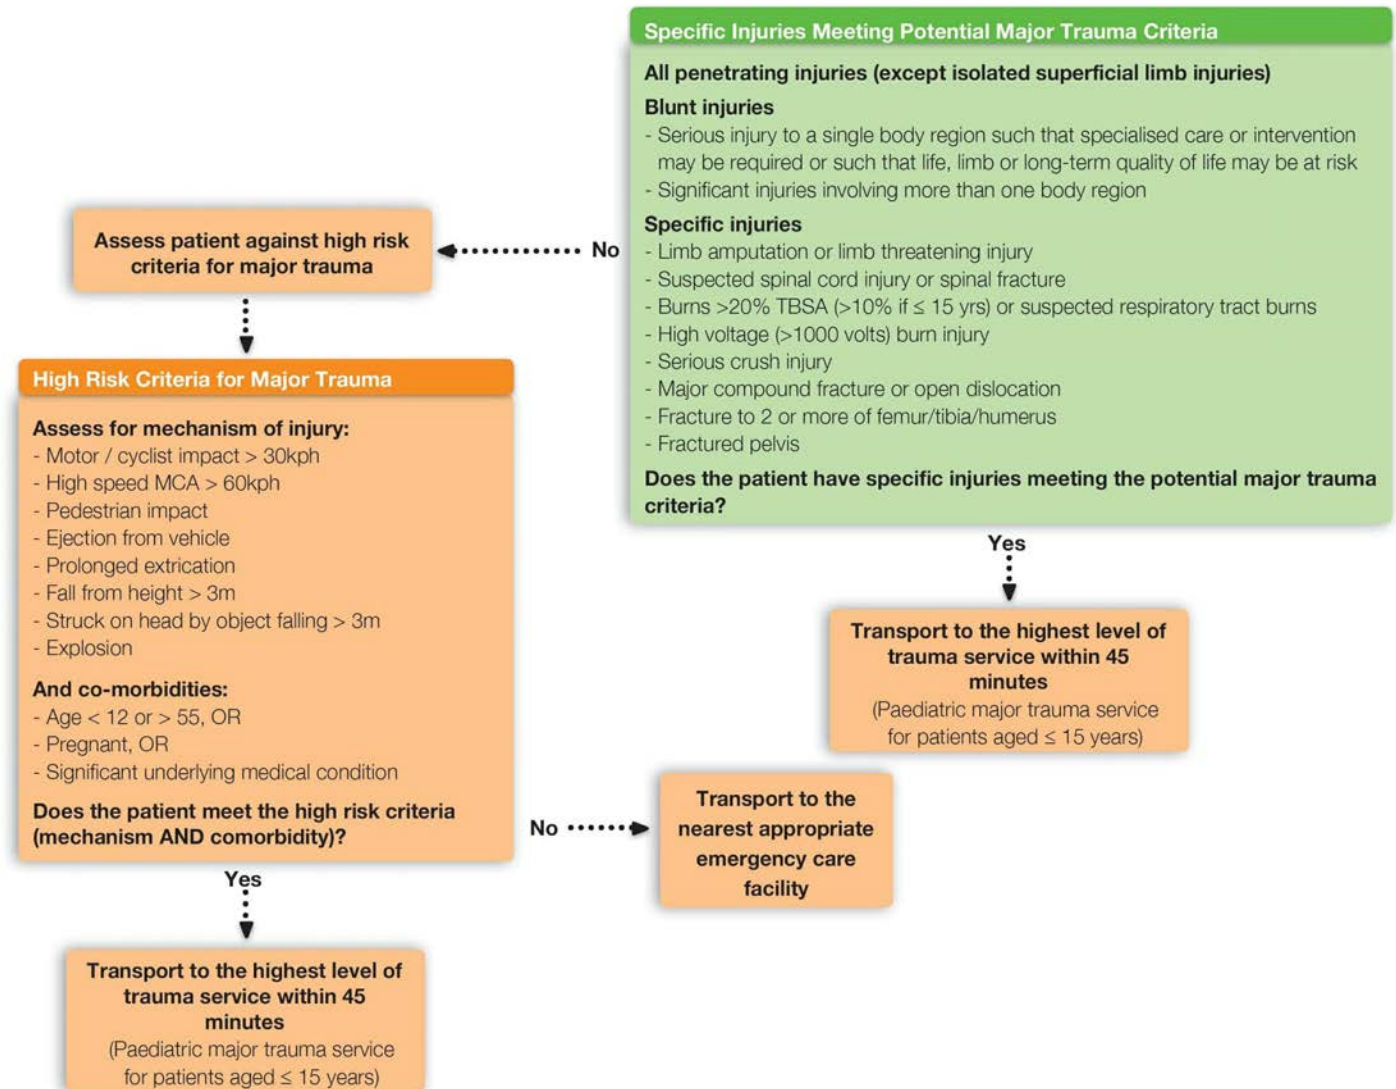 Specific Injuries Meeting Potential Major Trauma Criteria
All penetrating injuries (except isolated superficial limb injuries)
Blunt injuries
- Serious injury to a single body region such that specialised care or intervention
may be required or such that life, limb or long-term quality of life may be at risk
- Significant injuries involving more than one body region
Specific injuries
- Limb amputation or limb threatening injury
- Suspected spinal cord injury or spinal fracture
- Burns >20% TBSA (>10% if ≤ 15 yrs) or suspected respiratory tract burns
- High voltage (>1000 volts) burn injury
- Serious crush injury
- Major compound fracture or open dislocation
- Fracture to 2 or more of femur/tibia/humerus
- Fractured pelvis
Does the patient have specific injuries meeting the potential major trauma
criteria?
No
Assess patient against high risk
criteria for major trauma
High Risk Criteria for Major Trauma
Assess for mechanism of injury:
- Motor / cyclist impact > 30kph
- High speed MCA > 60kph
- Pedestrian impact
- Ejection from vehicle
- Prolonged extrication
- Fall from height > 3m
- Struck on head by object falling > 3m
- Explosion
And co-morbidities:
- Age < 12 or > 55, OR
- Pregnant, OR
- Significant underlying medical condition
Does the patient meet the high risk criteria
(mechanism AND comorbidity)?
Yes
Transport to the highest level of
trauma service within 45
minutes
(Paediatric major trauma service
for patients aged ≤ 15 years)
No
Transport to the
nearest appropriate
emergency care
facility
Yes
Transport to the highest level of
trauma service within 45
minutes
(Paediatric major trauma service
for patients aged ≤ 15 years)